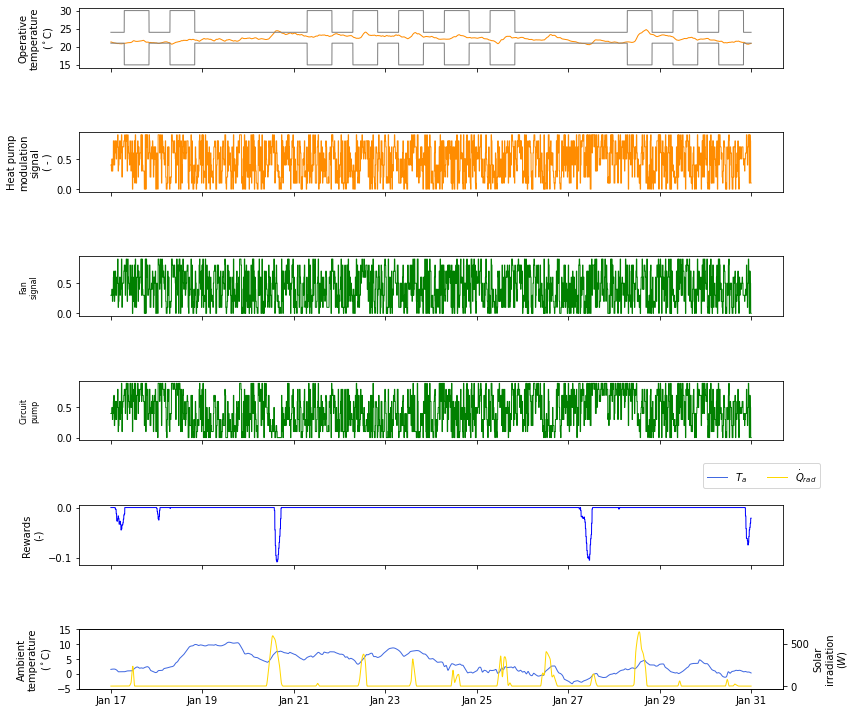 Operative
temperature
(°C)
30
25
20
15
Heat pump
modulation
signal
( - )
0.5
0.0
Fan
signal
0.5
0.0
Circuit
pump
0.5
0.0
T_a
Q̇_rad
Rewards
(-)
0.0
−0.1
Ambient
temperature
(°C)
15
10
5
0
−5
500
0
Solar
irradiation
(W)
Jan 17 Jan 19 Jan 21 Jan 23 Jan 25 Jan 27 Jan 29 Jan 31